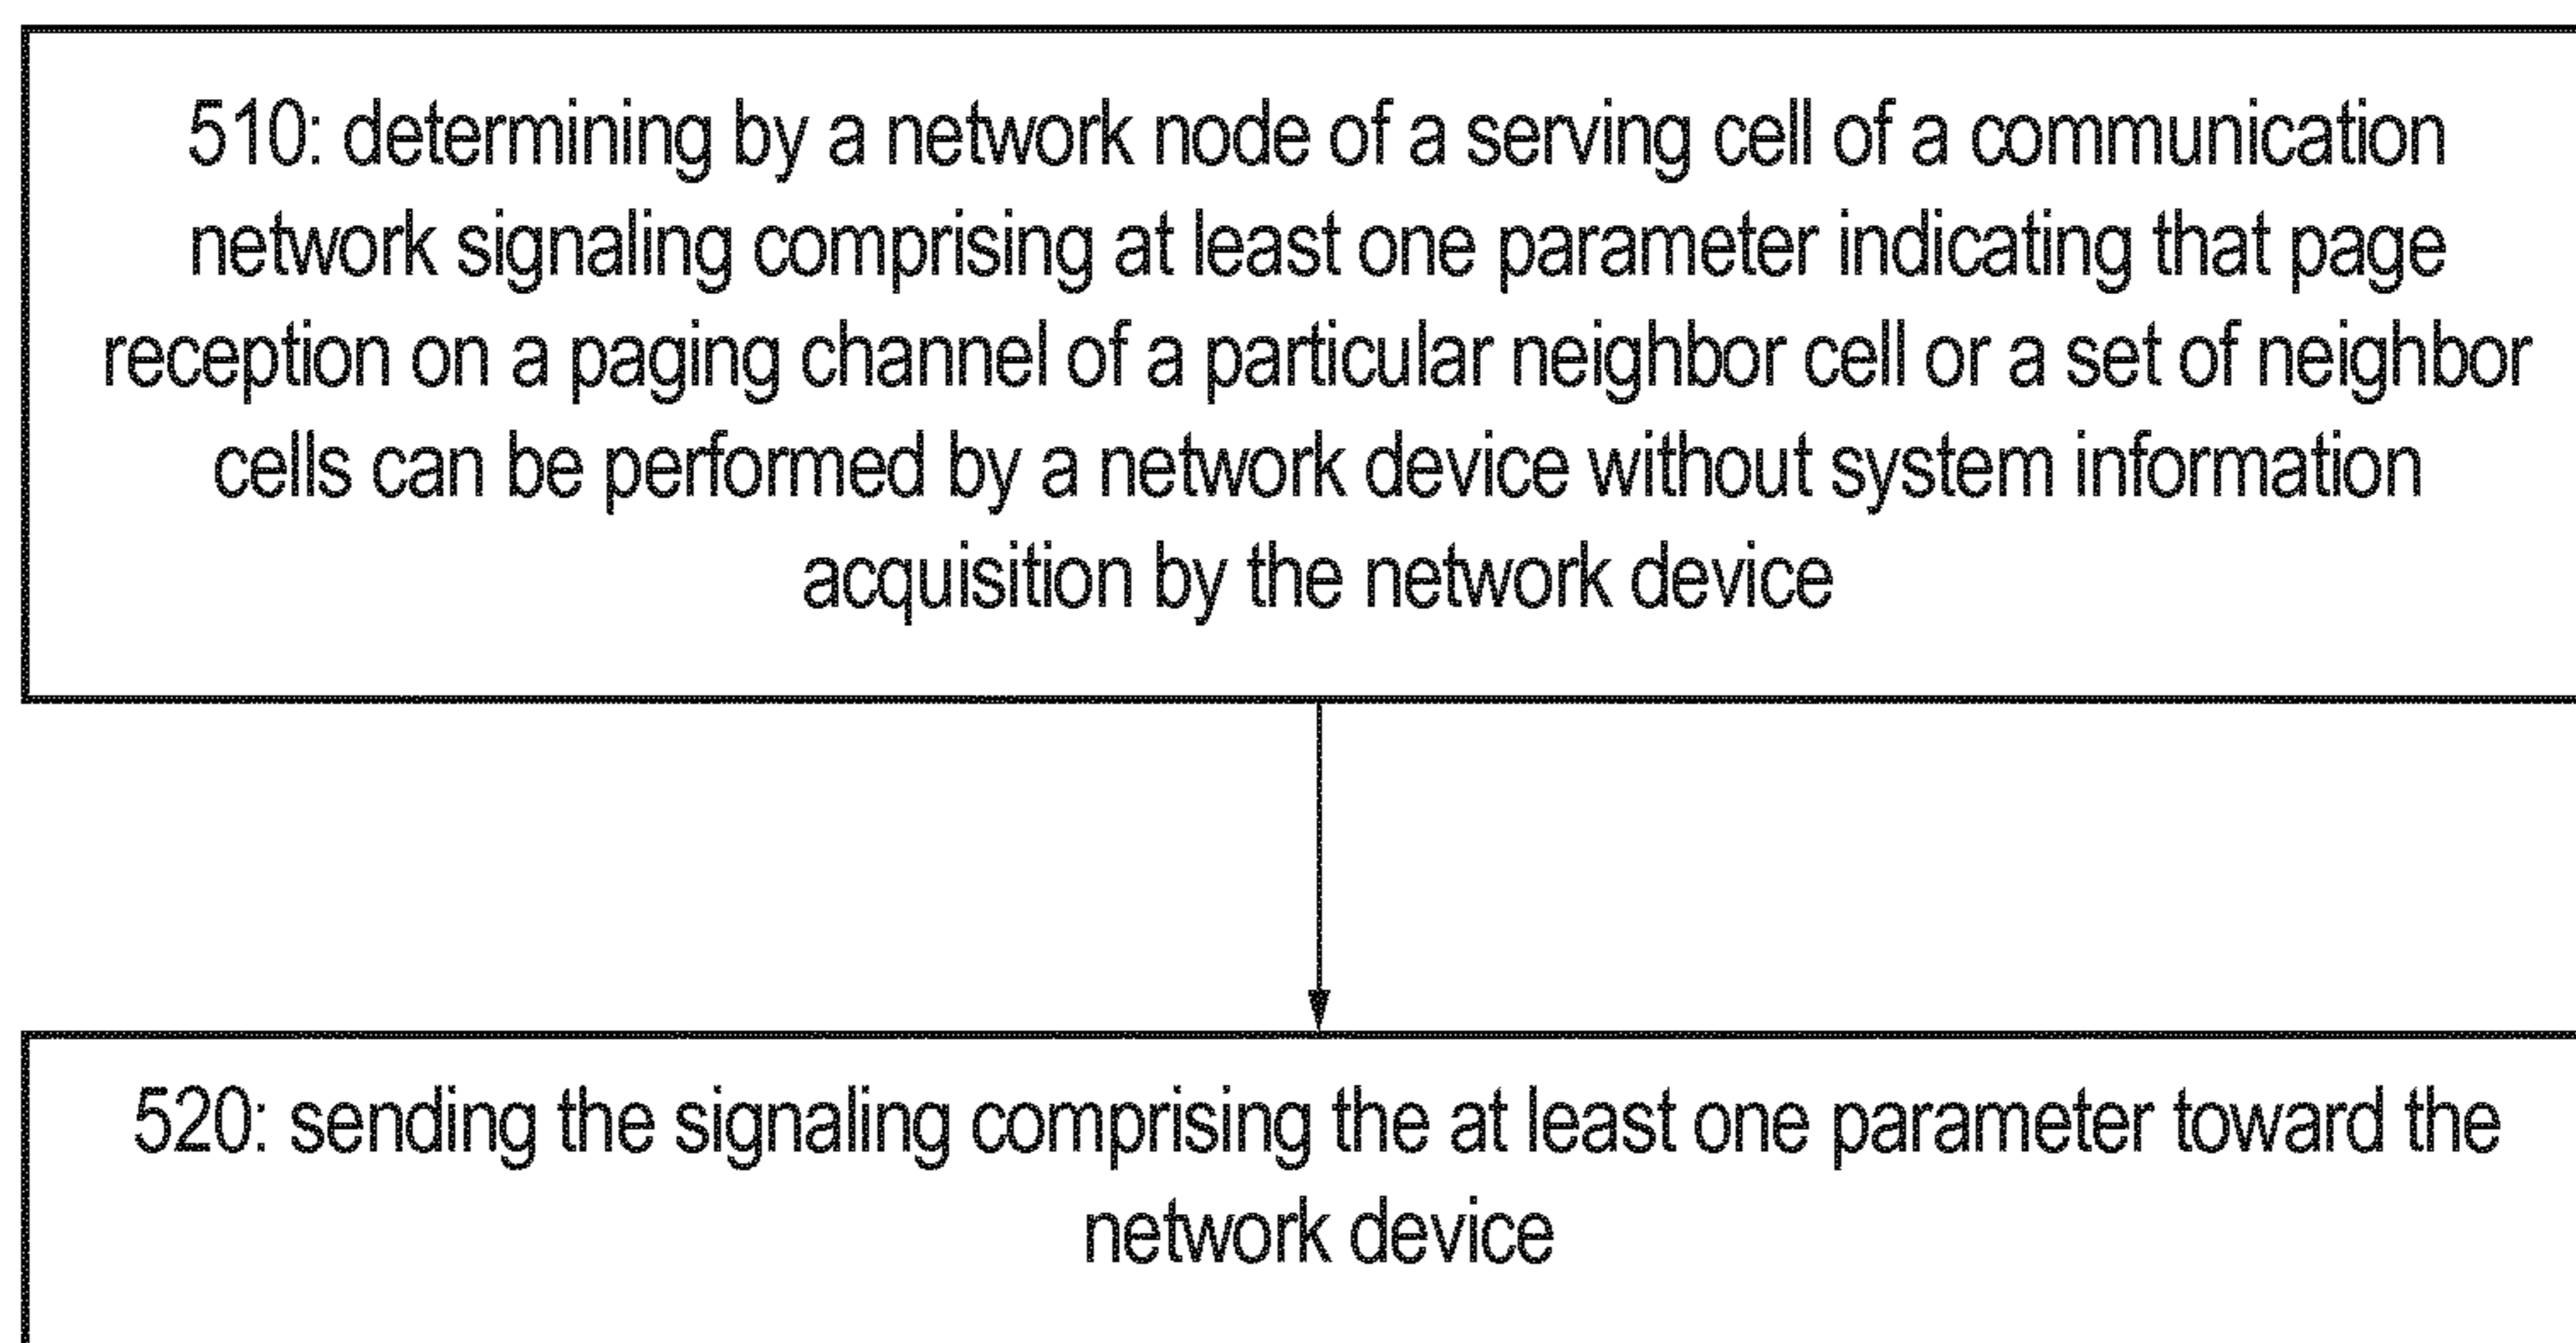 510: determining by a network node of a serving cell of a communication
network signaling comprising at least one parameter indicating that page
reception on a paging channel of a particular neighbor cell or a set of neighbor
cells can be performed by a network device without system information
acquisition by the network device
520: sending the signaling comprising the at least one parameter toward the
network device